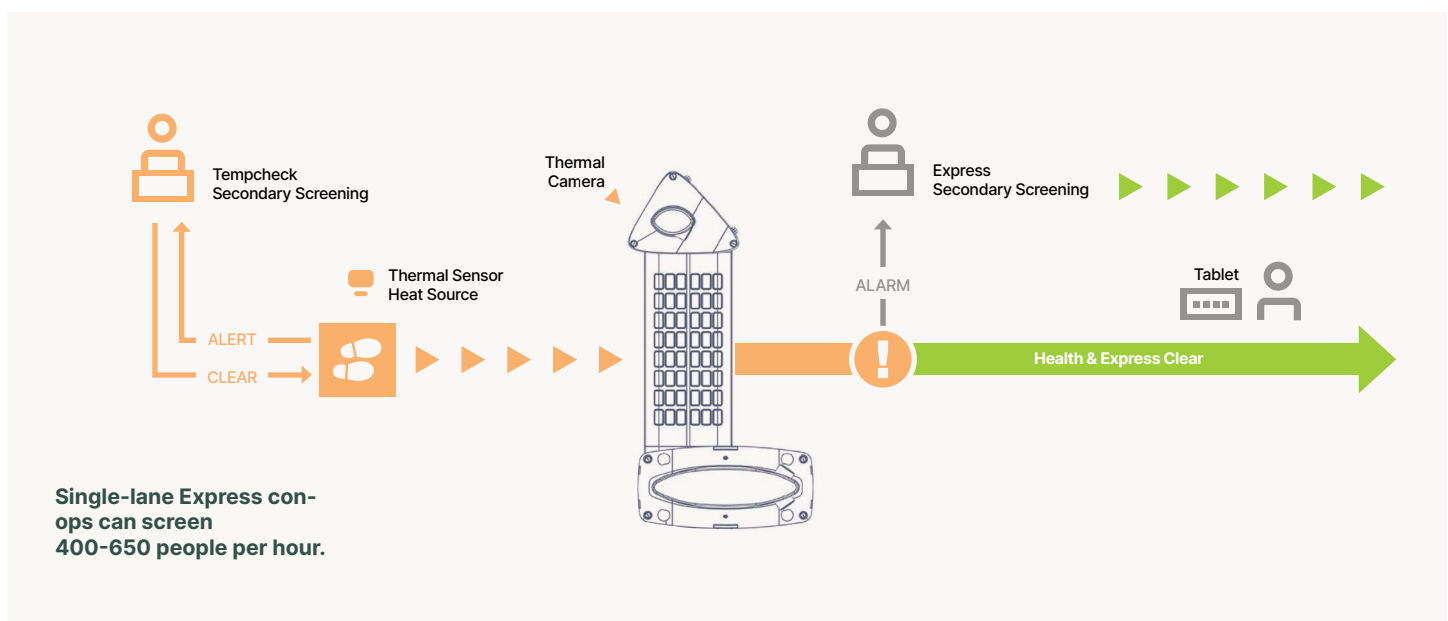 Tempcheck
Secondary Screening
Thermal
Camera
Express
Secondary Screening
Thermal Sensor
Heat Source
Tablet
ALARM
ALERT
CLEAR
Health & Express Clear
!
Single-lane Express con-
ops can screen
400-650 people per hour.